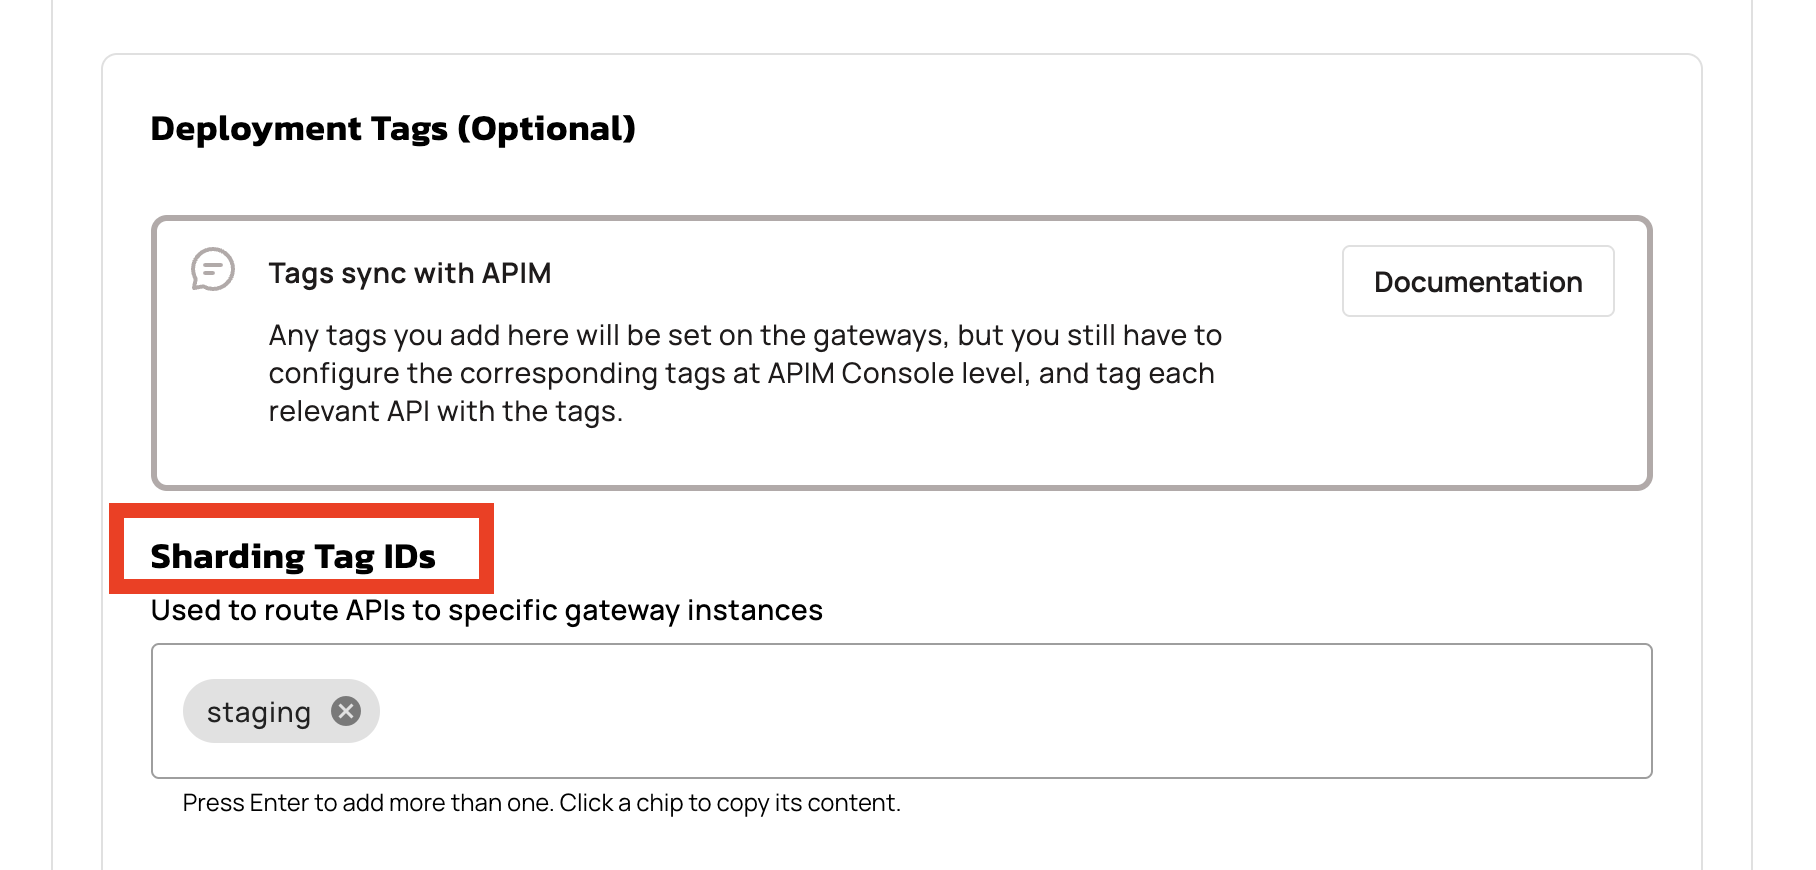 Deployment Tags (Optional)
Tags sync with APIM
Documentation
Any tags you add here will be set on the gateways, but you still have to
configure the corresponding tags at APIM Console level, and tag each
relevant API with the tags.
Sharding Tag IDs
Used to route APIs to specific gateway instances
staging
Press Enter to add more than one. Click a chip to copy its content.